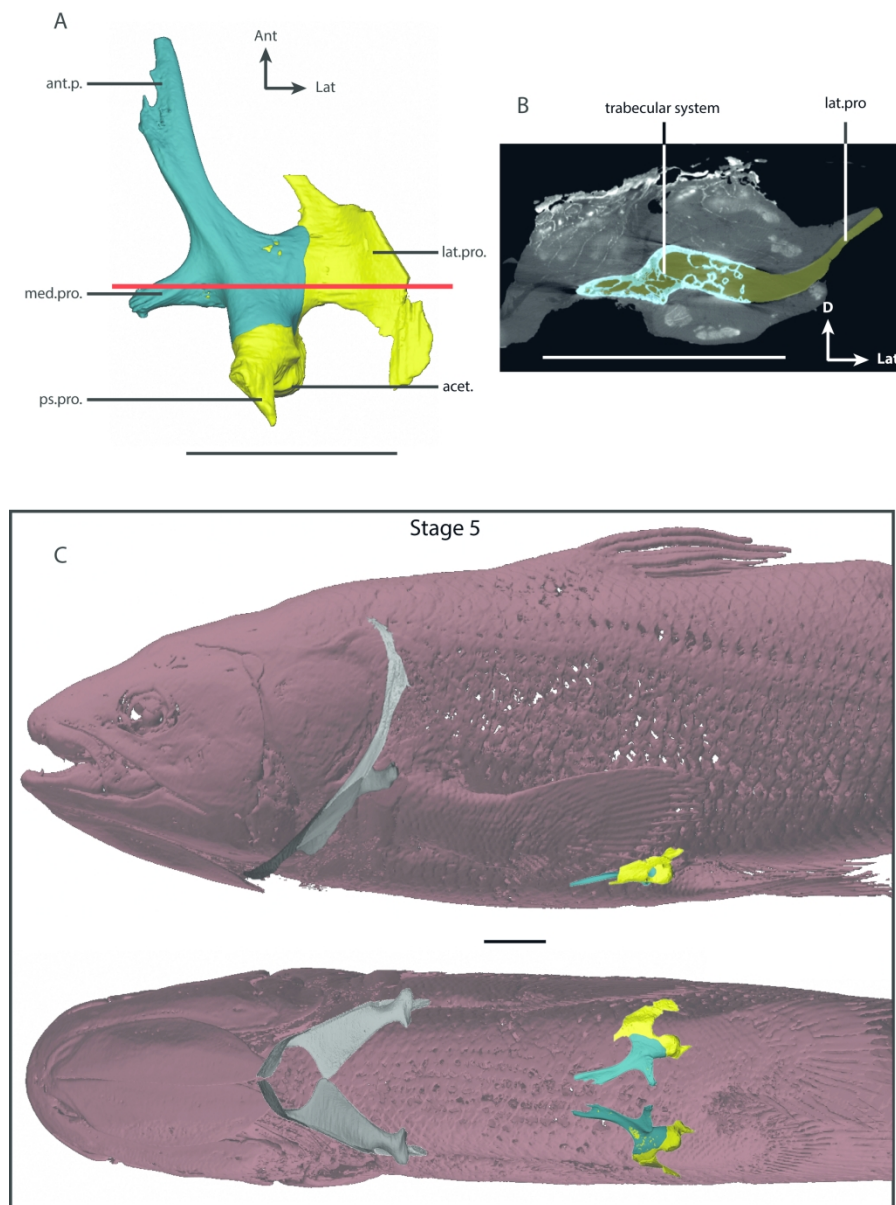 A
Ant
Lat
ant.p.
lat.pro.
med.pro.
acet.
ps.pro.
B
trabecular system
lat.pro
D
Lat
Stage 5
C